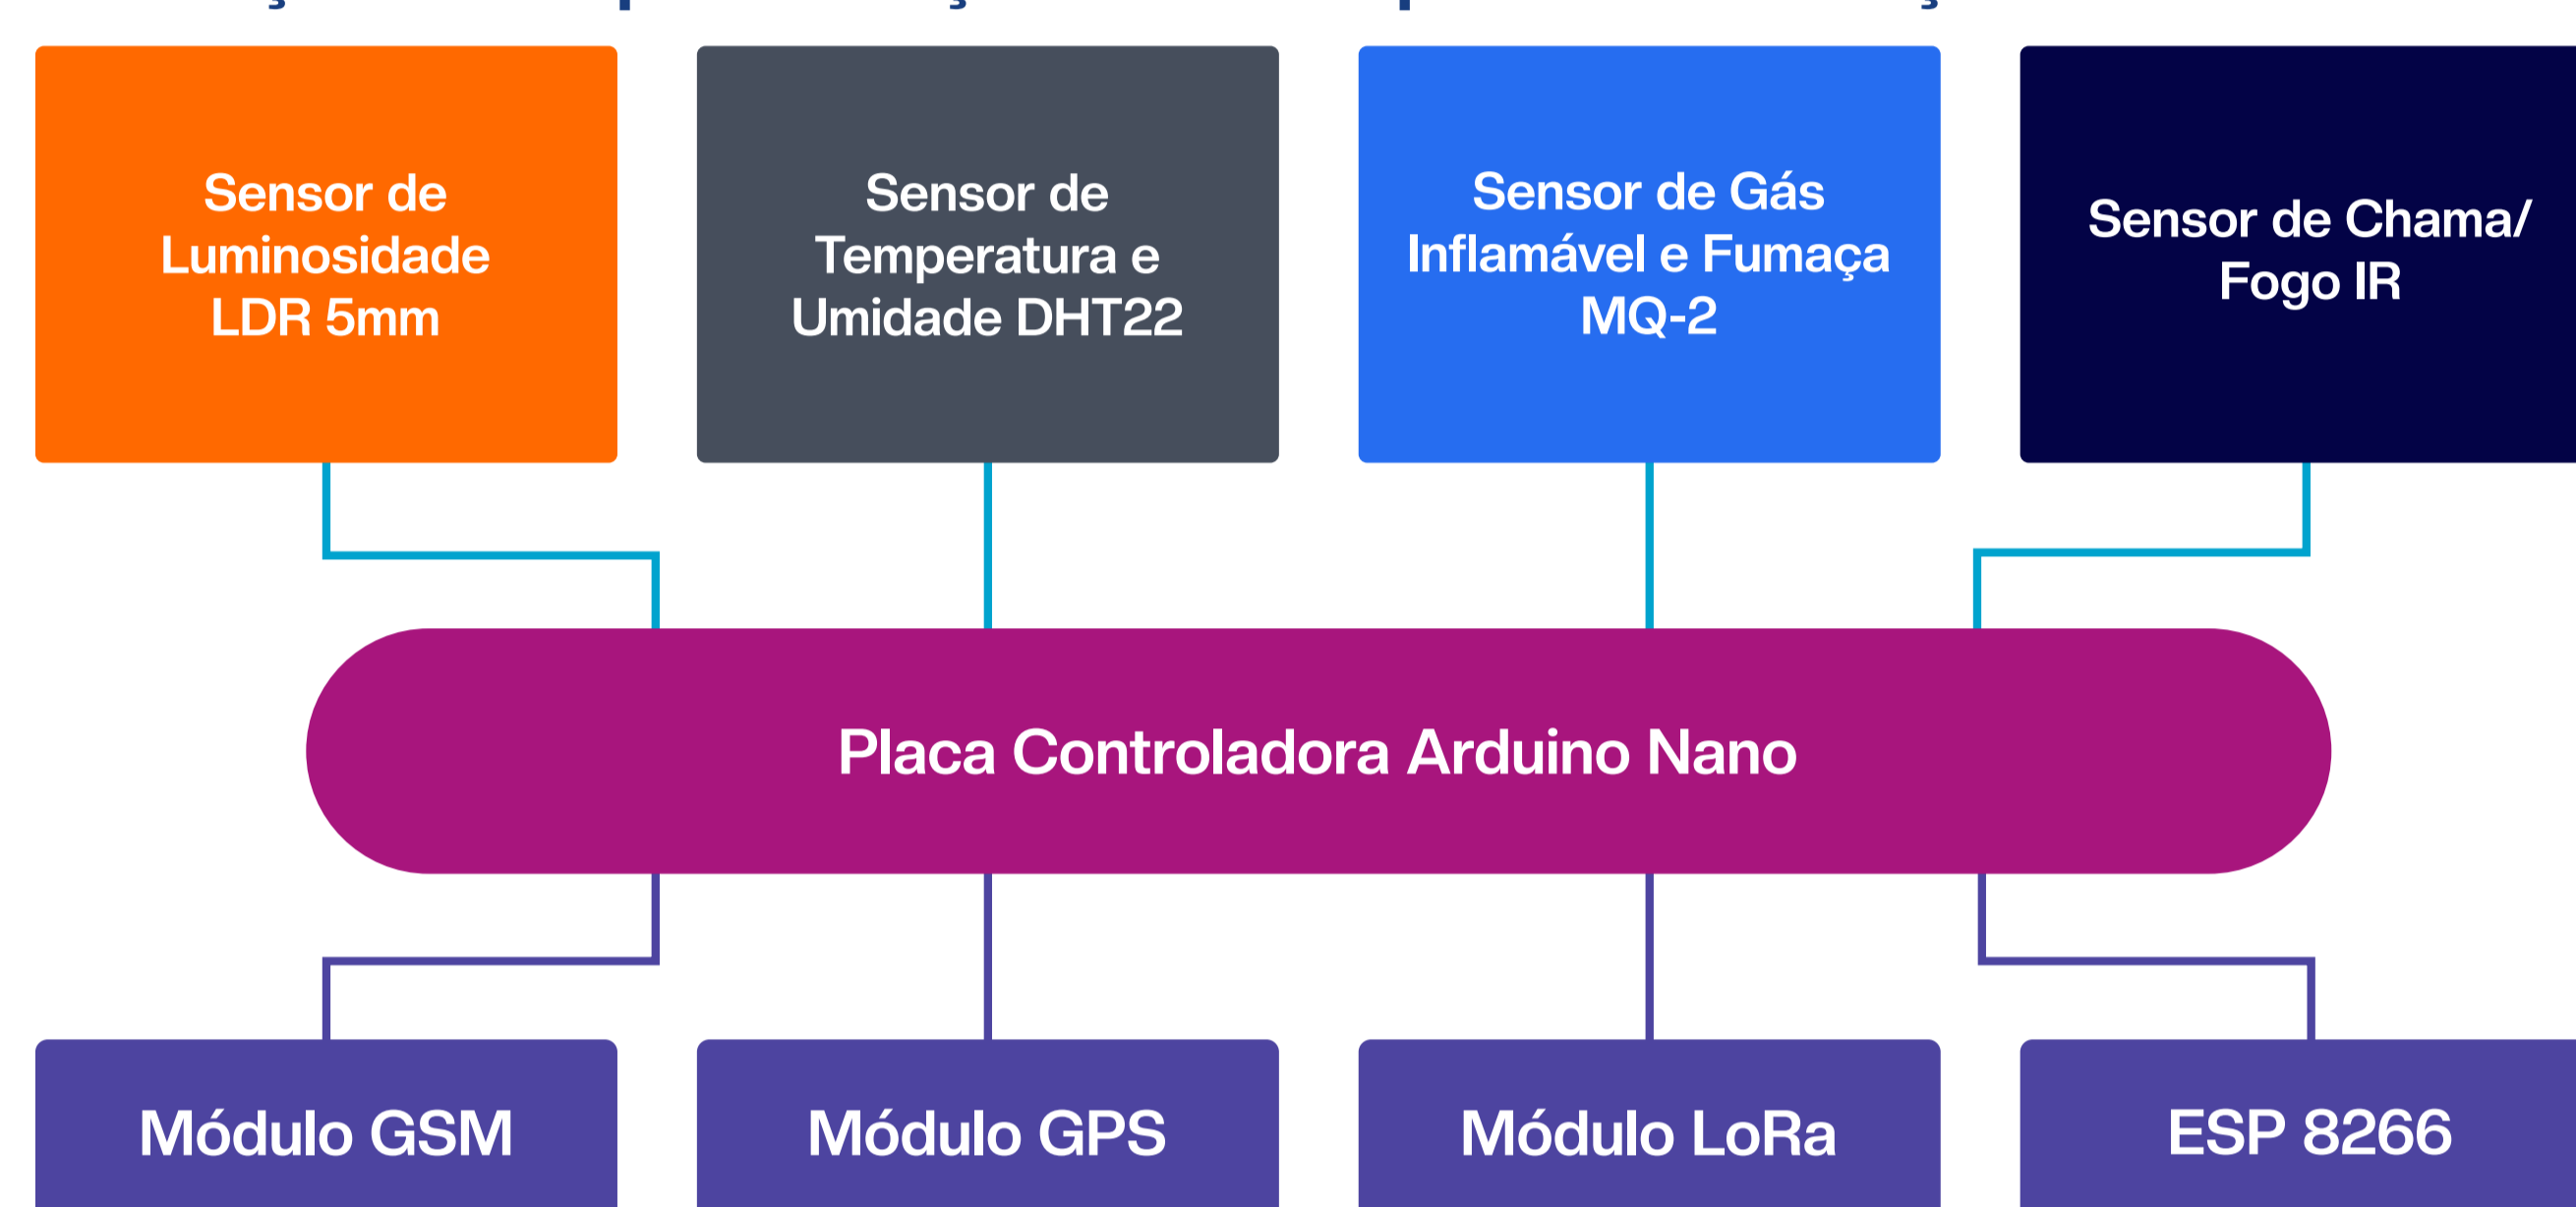 Sensor de
Luminosidade
LDR 5mm
Sensor de
Temperatura e
Umidade DHT22
Sensor de Gás
Inflamável e Fumaça
MQ-2
Sensor de Chama/
Fogo IR
Placa Controladora Arduino Nano
Módulo GSM
Módulo GPS
Módulo LoRa
ESP 8266